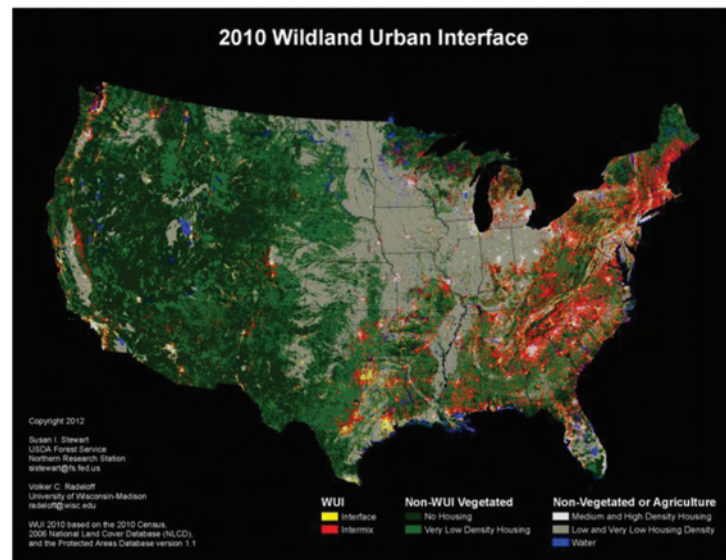 2010 Wildland Urban Interface
Copyright 2012
Susan I. Stewart
USDA Forest Service
Northern Research Station
sistewart@fs.fed.us
Volker C. Radeloff
University of Wisconsin-Madison
radeloff@wisc.edu
WUI 2010 based on the 2010 Census,
2006 National Land Cover Database (NLCD),
and the Protected Areas Database version 1.1
WUI
Interface
Intermix
Non-WUI Vegetated
No Housing
Very Low Density Housing
Non-Vegetated or Agriculture
Medium and High Density Housing
Low and Very Low Density Housing
Water